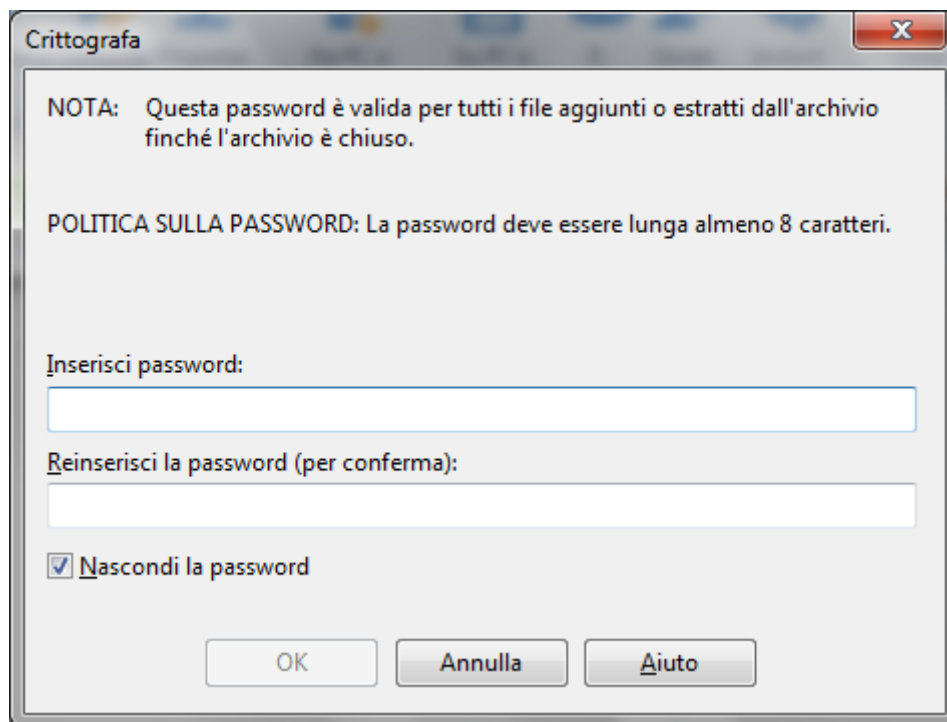 Crittografa
NOTA: Questa password è valida per tutti i file aggiunti o estratti dall'archivio
finché l'archivio è chiuso.
POLITICA SULLA PASSWORD: La password deve essere lunga almeno 8 caratteri.
Inserisci password:
Reinserisci la password (per conferma):
Nascondi la password
OK Annulla Aiuto